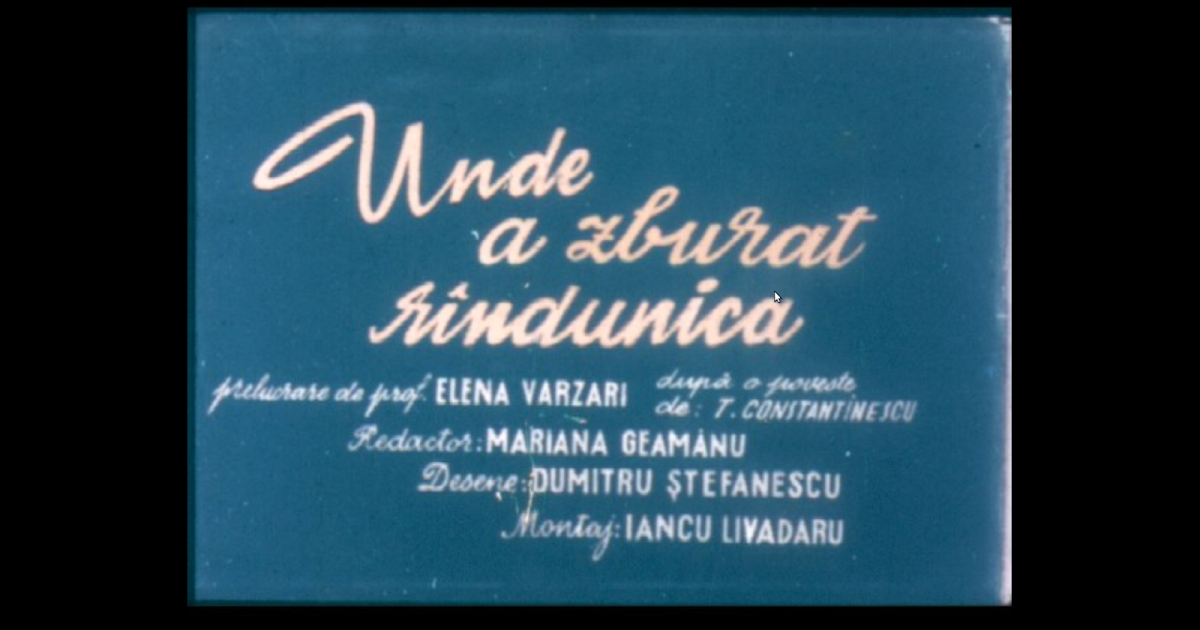 Unde
a zburat
rîndunica
prelucrare de prof. ELENA VARZARI după o poveste
de: T. CONSTANTINESCU
Redactor: MARIANA GEAMĂNU
Desene: DUMITRU ŞTEFANESCU
Montaj: IANCU LIVADARU